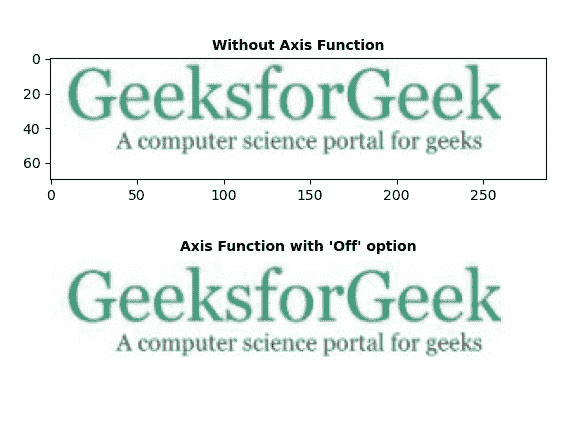 Without Axis Function
0
20
40
60
GeeksforGeek
A computer science portal for geeks
0 50 100 150 200 250
Axis Function with 'Off' option
GeeksforGeek
A computer science portal for geeks